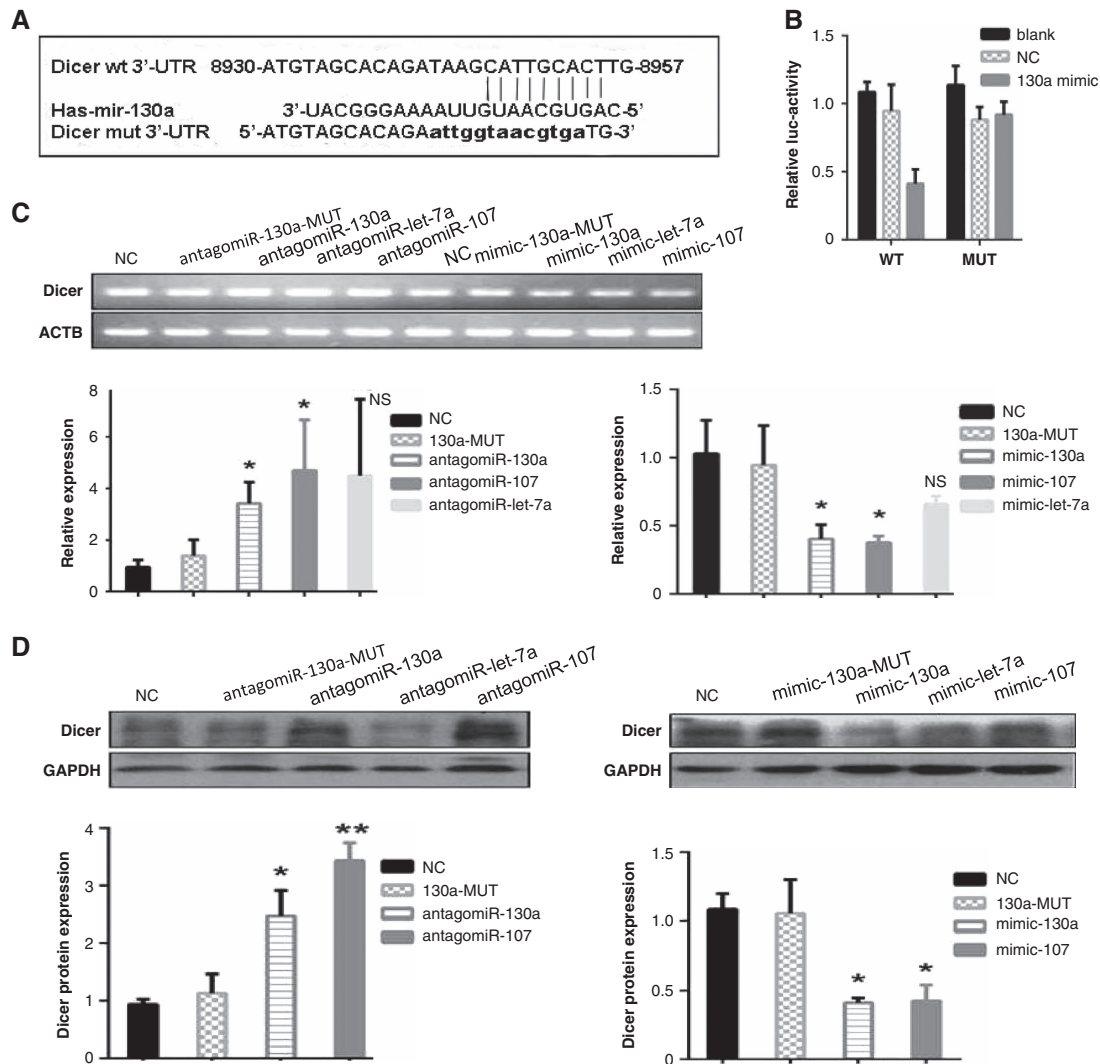 A
Dicer wt 3'-UTR 8930-ATGTAGCACAGATAAGCATTGCACTTG-8957
Has-mir-130a 3'-UACGGGAAAAUUGUAACGUGAC-5'
Dicer mut 3'-UTR 5'-ATGTAGCACAGAattggtaacgtgaTG-3'
B
Relative luc-activity
1.5
1.0
0.5
0
WT MUT
blank
NC
130a mimic
C
NC antagomiR-130a-MUT antagomiR-130a antagomiR-let-7a antagomiR-107 NC mimic-130a-MUT mimic-130a mimic-let-7a mimic-107
Dicer
ACTB
Relative expression
8
6
4
2
0
* * NS
NC
130a-MUT
antagomiR-130a
antagomiR-107
antagomiR-let-7a
Relative expression
1.5
1.0
0.5
0
* * NS
NC
130a-MUT
mimic-130a
mimic-107
mimic-let-7a
D
NC antagomiR-130a-MUT antagomiR-130a antagomiR-let-7a antagomiR-107
Dicer
GAPDH
NC mimic-130a-MUT mimic-130a mimic-let-7a mimic-107
Dicer
GAPDH
Dicer protein expression
4
3
2
1
0
* **
NC
130a-MUT
antagomiR-130a
antagomiR-107
Dicer protein expression
1.5
1.0
0.5
0
* *
NC
130a-MUT
mimic-130a
mimic-107